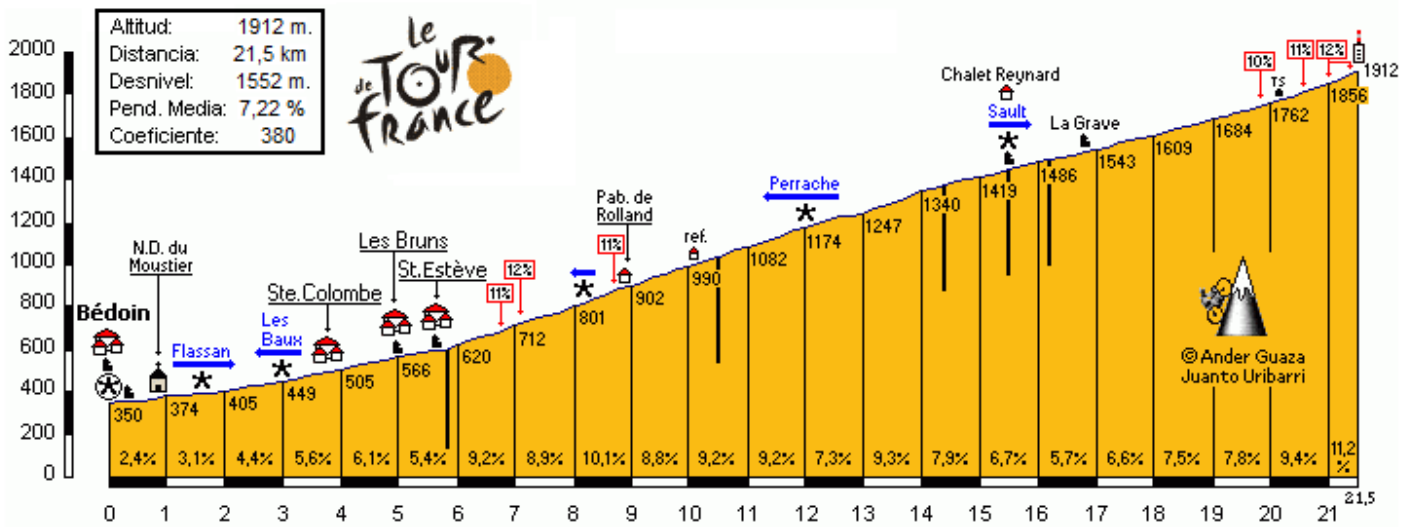 Altitud: 1912 m.
Distancia: 21,5 km
Desnivel: 1552 m.
Pend. Media: 7,22 %
Coeficiente: 380
Le
de TOUR.
france
2000
1800
1600
1400
1200
1000
800
600
400
200
0
Bédoin
N.D. du
Moustier
Flassan
Les
Baux
Ste.Colombe
Les Bruns
St.Estève
11%
12%
11%
Pab. de
Rolland
ref.
Perrache
Chalet Reynard
Sault
La Grave
10%
TS
11%
12%
1912
350
374
405
449
505
566
620
712
801
902
990
1082
1174
1247
1340
1419
1486
1543
1609
1684
1762
1856
© Ander Guaza
Juanto Uribarri
2,4% 3,1% 4,4% 5,6% 6,1% 5,4% 9,2% 8,9% 10,1% 8,8% 9,2% 9,2% 7,3% 9,3% 7,9% 6,7% 5,7% 6,6% 7,5% 7,8% 9,4% 11,2
%
0 1 2 3 4 5 6 7 8 9 10 11 12 13 14 15 16 17 18 19 20 21 21,5